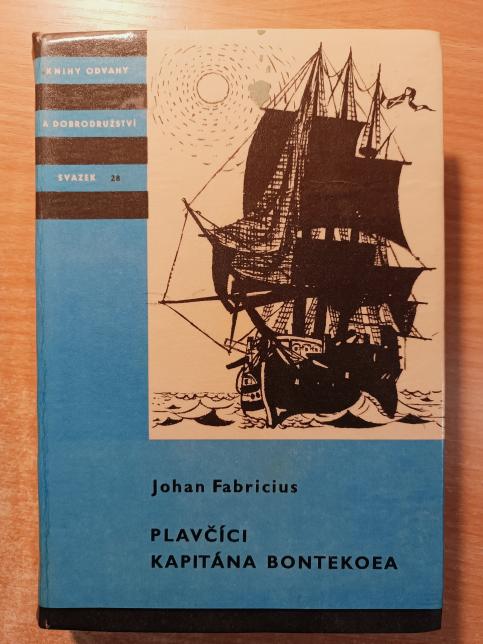 KNIHY ODVAHY
A DOBRODRUŽSTVÍ
SVAZEK 28
Johan Fabricius
PLAVČÍCI
KAPITÁNA BONTEKOEA